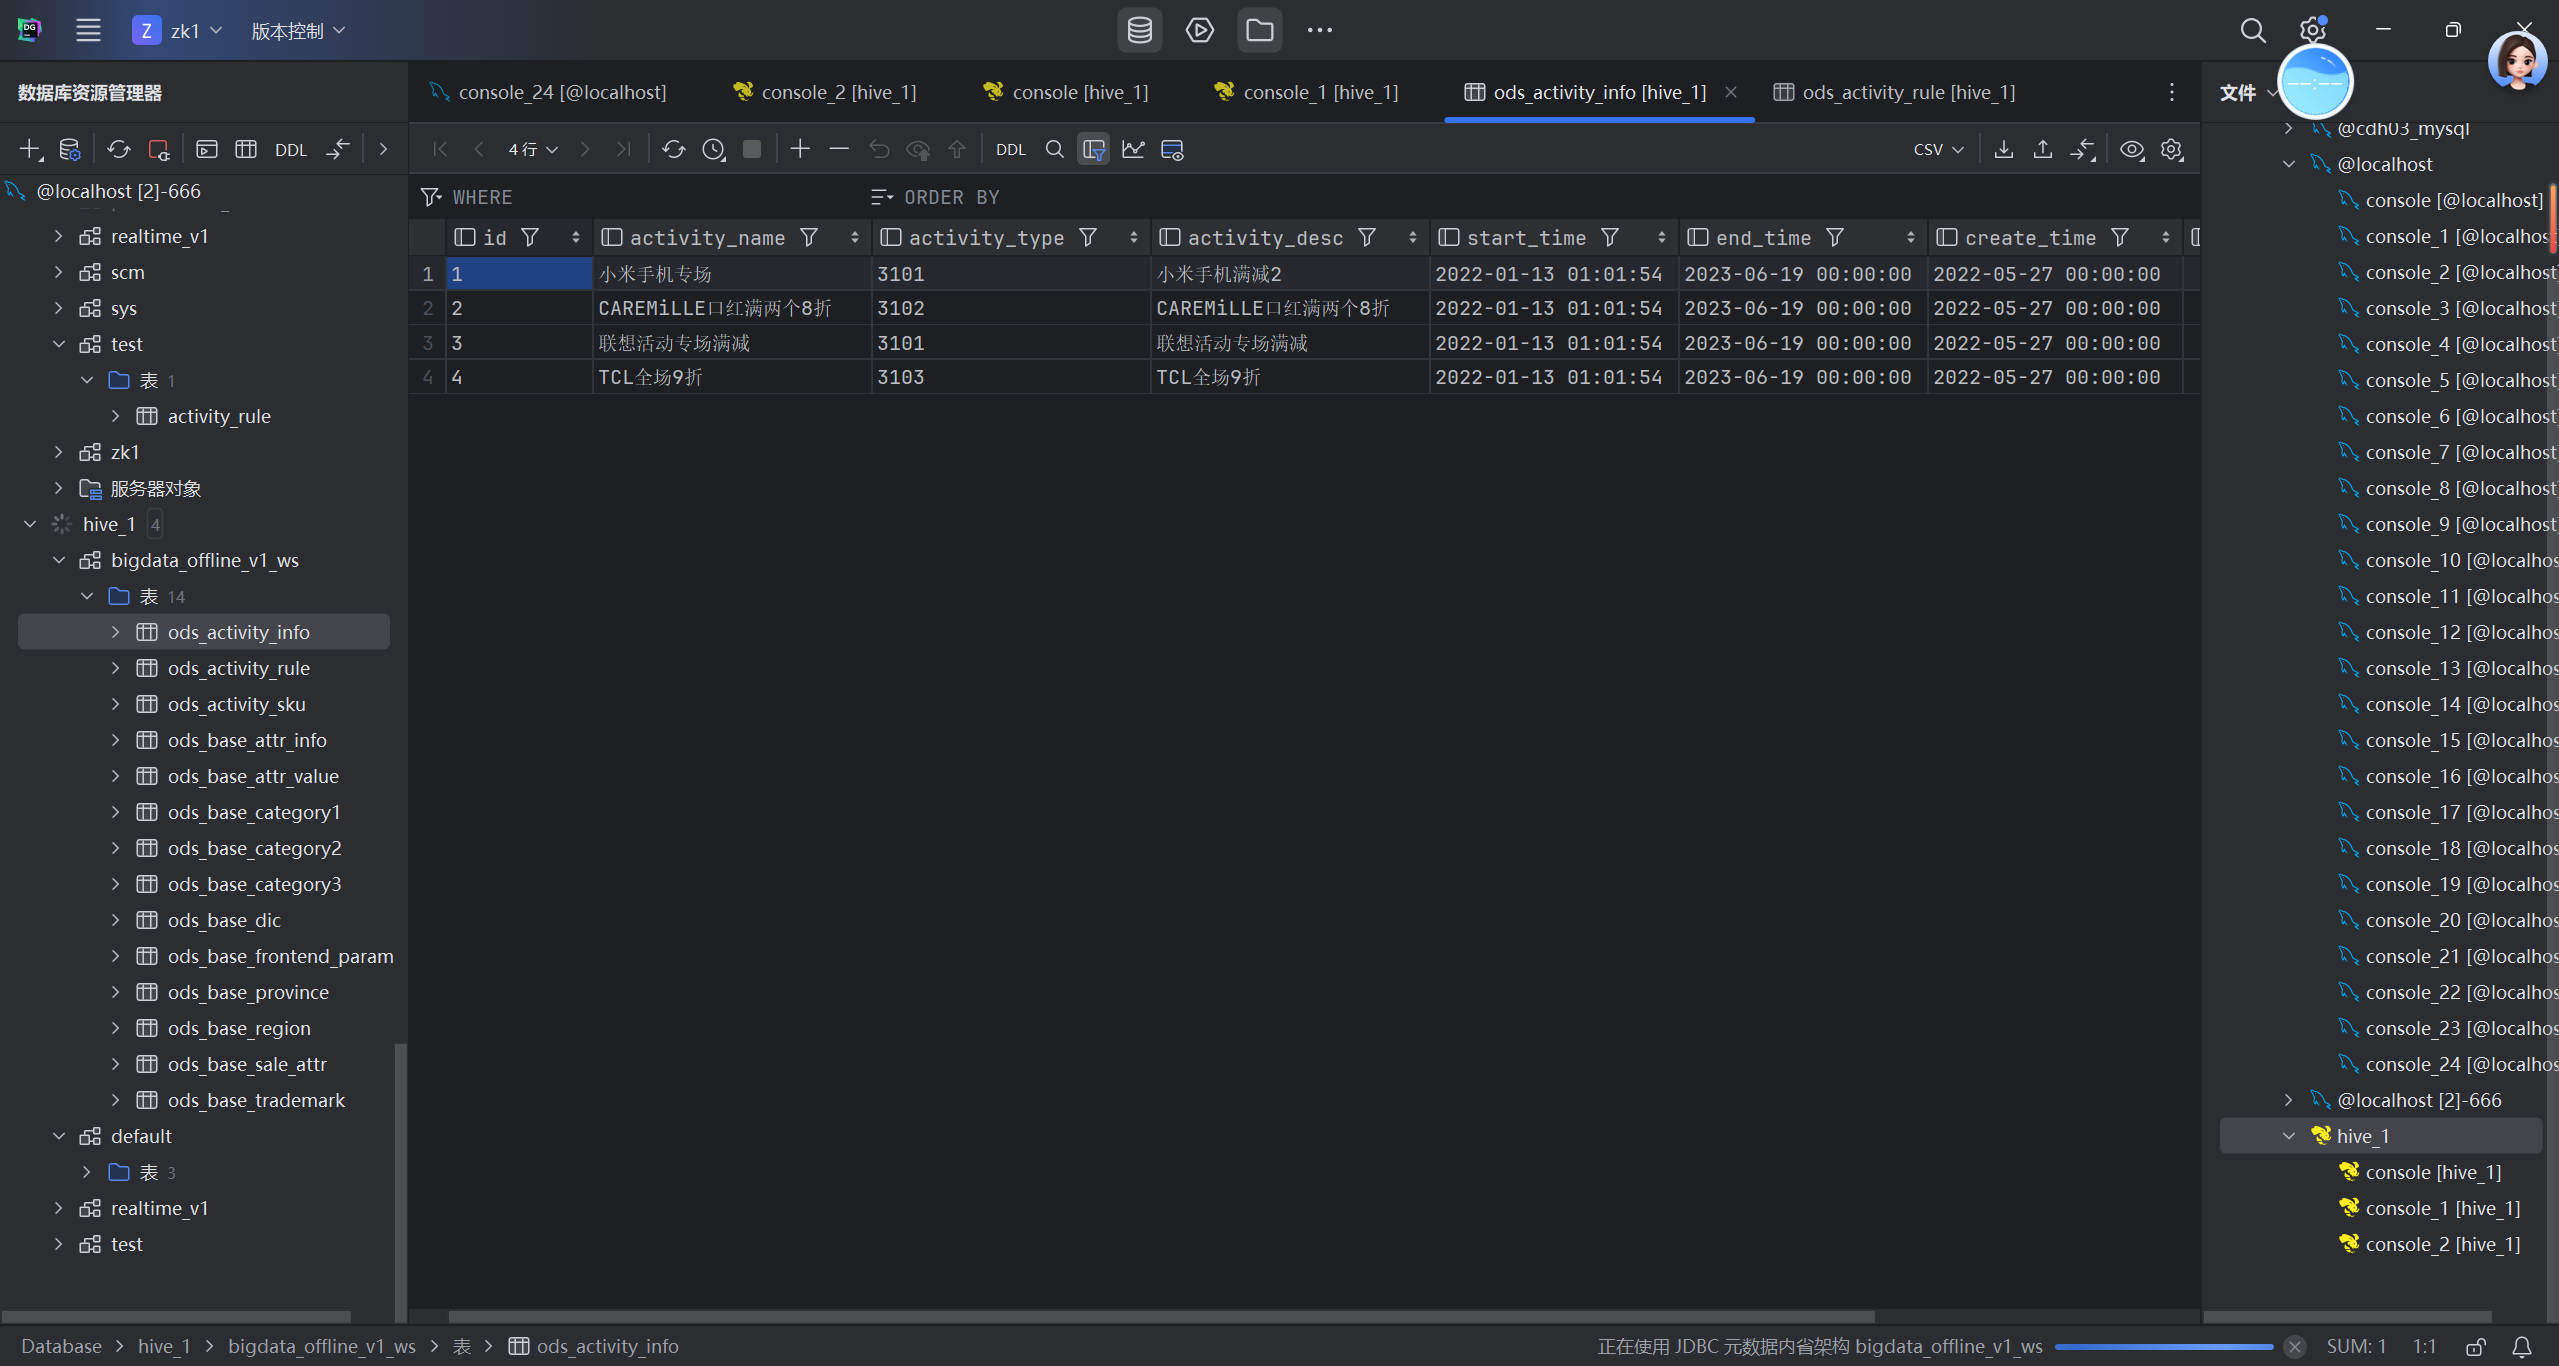 Z zk1 版本控制
数据库资源管理器
DDL
@localhost [2]-666
realtime_v1
scm
sys
test
表 1
activity_rule
zk1
服务器对象
hive_1 4
bigdata_offline_v1_ws
表 14
ods_activity_info
ods_activity_rule
ods_activity_sku
ods_base_attr_info
ods_base_attr_value
ods_base_category1
ods_base_category2
ods_base_category3
ods_base_dic
ods_base_frontend_param
ods_base_province
ods_base_region
ods_base_sale_attr
ods_base_trademark
default
表 3
realtime_v1
test
console_24 [@localhost] console_2 [hive_1] console [hive_1] console_1 [hive_1] ods_activity_info [hive_1] ods_activity_rule [hive_1]
4 行 DDL CSV
WHERE ORDER BY
id activity_name activity_type activity_desc start_time end_time create_time
1 1 小米手机专场 3101 小米手机满减2 2022-01-13 01:01:54 2023-06-19 00:00:00 2022-05-27 00:00:00
2 2 CAREMiLLE口红满两个8折 3102 CAREMiLLE口红满两个8折 2022-01-13 01:01:54 2023-06-19 00:00:00 2022-05-27 00:00:00
3 3 联想活动专场满减 3101 联想活动专场满减 2022-01-13 01:01:54 2023-06-19 00:00:00 2022-05-27 00:00:00
4 4 TCL全场9折 3103 TCL全场9折 2022-01-13 01:01:54 2023-06-19 00:00:00 2022-05-27 00:00:00
文件
@cdh03_mysql
@localhost
console [@localhost]
console_1 [@localhos
console_2 [@localhost]
console_3 [@localhost]
console_4 [@localhost]
console_5 [@localhost]
console_6 [@localhost]
console_7 [@localhost]
console_8 [@localhost]
console_9 [@localhost]
console_10 [@localhos
console_11 [@localhos
console_12 [@localhos
console_13 [@localhos
console_14 [@localhos
console_15 [@localhos
console_16 [@localhos
console_17 [@localhos
console_18 [@localhos
console_19 [@localhos
console_20 [@localhos
console_21 [@localhos
console_22 [@localhos
console_23 [@localhos
console_24 [@localhos
@localhost [2]-666
hive_1
console [hive_1]
console_1 [hive_1]
console_2 [hive_1]
Database hive_1 bigdata_offline_v1_ws 表 ods_activity_info
正在使用 JDBC 元数据内省架构 bigdata_offline_v1_ws SUM: 1 1:1